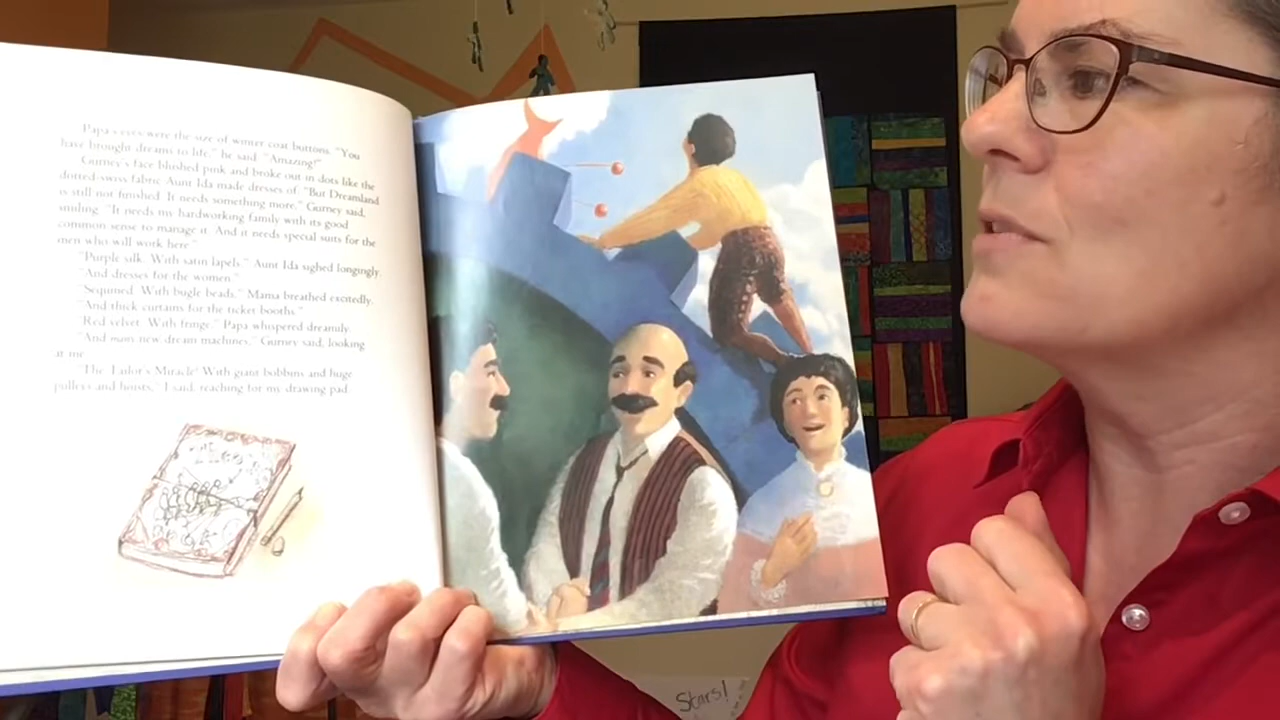 Papa's eyes were the size of winter coat buttons. "You
have brought dreams to life," he said. "Amazing!"
Gurney's face blushed pink and broke out in dots like the
dotted-swiss fabric Aunt Ida made dresses of. "But Dreamland
is still not finished. It needs something more," Gurney said,
smiling. "It needs my hardworking family with its good
common sense to manage it. And it needs special suits for the
men who will work here."
"Purple silk. With satin lapels." Aunt Ida sighed longingly.
"And dresses for the women."
"Sequined. With bugle beads." Mama breathed excitedly.
"And thick curtains for the ticket booths."
"Red velvet. With fringe." Papa whispered dreamily.
"And many new dream machines," Gurney said, looking
at me.
"The Tailor's Miracle! With giant bobbins and huge
pulleys and hoists," I said, reaching for my drawing pad.
Stars!